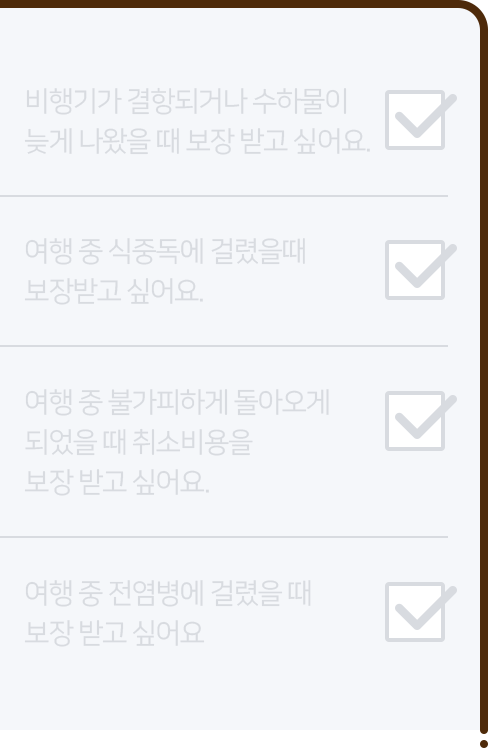 비행기가 결항되거나 수하물이
늦게 나왔을 때 보장 받고 싶어요.
여행 중 식중독에 걸렸을때
보장받고 싶어요.
여행 중 불가피하게 돌아오게
되었을 때 취소비용을
보장 받고 싶어요.
여행 중 전염병에 걸렸을 때
보장 받고 싶어요